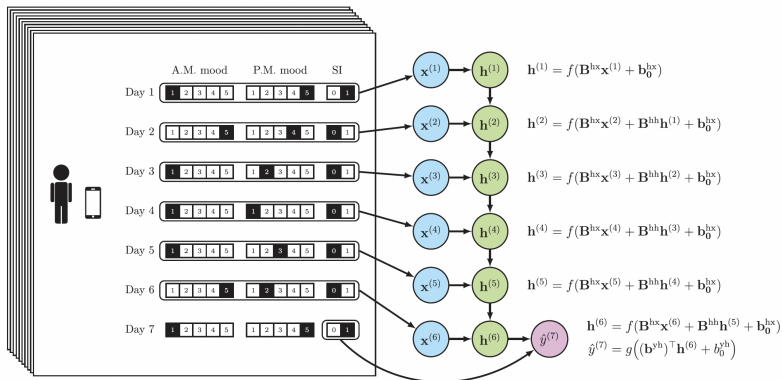 A.M. mood P.M. mood SI
Day 1 1 2 3 4 5 1 2 3 4 5 0 1 x⁽¹⁾ h⁽¹⁾ h⁽¹⁾ = f(Bʰˣx⁽¹⁾ + b₀ʰˣ)
Day 2 1 2 3 4 5 1 2 3 4 5 0 1 x⁽²⁾ h⁽²⁾ h⁽²⁾ = f(Bʰˣx⁽²⁾ + Bʰʰh⁽¹⁾ + b₀ʰˣ)
Day 3 1 2 3 4 5 1 2 3 4 5 0 1 x⁽³⁾ h⁽³⁾ h⁽³⁾ = f(Bʰˣx⁽³⁾ + Bʰʰh⁽²⁾ + b₀ʰˣ)
Day 4 1 2 3 4 5 1 2 3 4 5 0 1 x⁽⁴⁾ h⁽⁴⁾ h⁽⁴⁾ = f(Bʰˣx⁽⁴⁾ + Bʰʰh⁽³⁾ + b₀ʰˣ)
Day 5 1 2 3 4 5 1 2 3 4 5 0 1 x⁽⁵⁾ h⁽⁵⁾ h⁽⁵⁾ = f(Bʰˣx⁽⁵⁾ + Bʰʰh⁽⁴⁾ + b₀ʰˣ)
Day 6 1 2 3 4 5 1 2 3 4 5 0 1 x⁽⁶⁾ h⁽⁶⁾ h⁽⁶⁾ = f(Bʰˣx⁽⁶⁾ + Bʰʰh⁽⁵⁾ + b₀ʰˣ)
Day 7 1 2 3 4 5 1 2 3 4 5 0 1 ŷ⁽⁷⁾ ŷ⁽⁷⁾ = g((bʸʰ)⊤h⁽⁶⁾ + b₀ʸʰ)